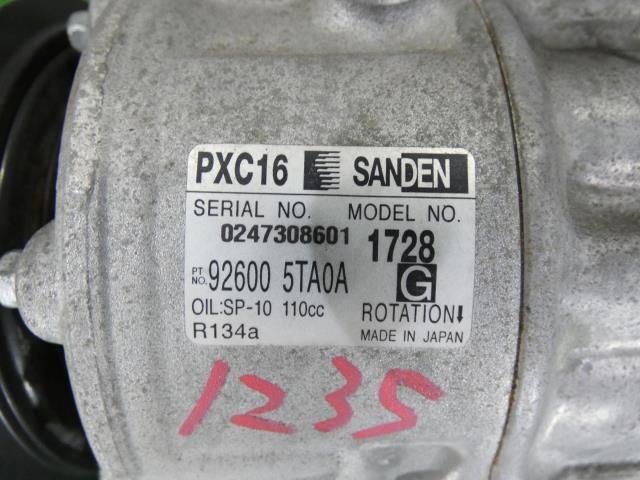 PXC16 SANDEN
SERIAL NO. MODEL NO.
0247308601 1728
PT NO. 92600 5TA0A G
OIL:SP-10 110cc ROTATION↓
R134a MADE IN JAPAN
1235